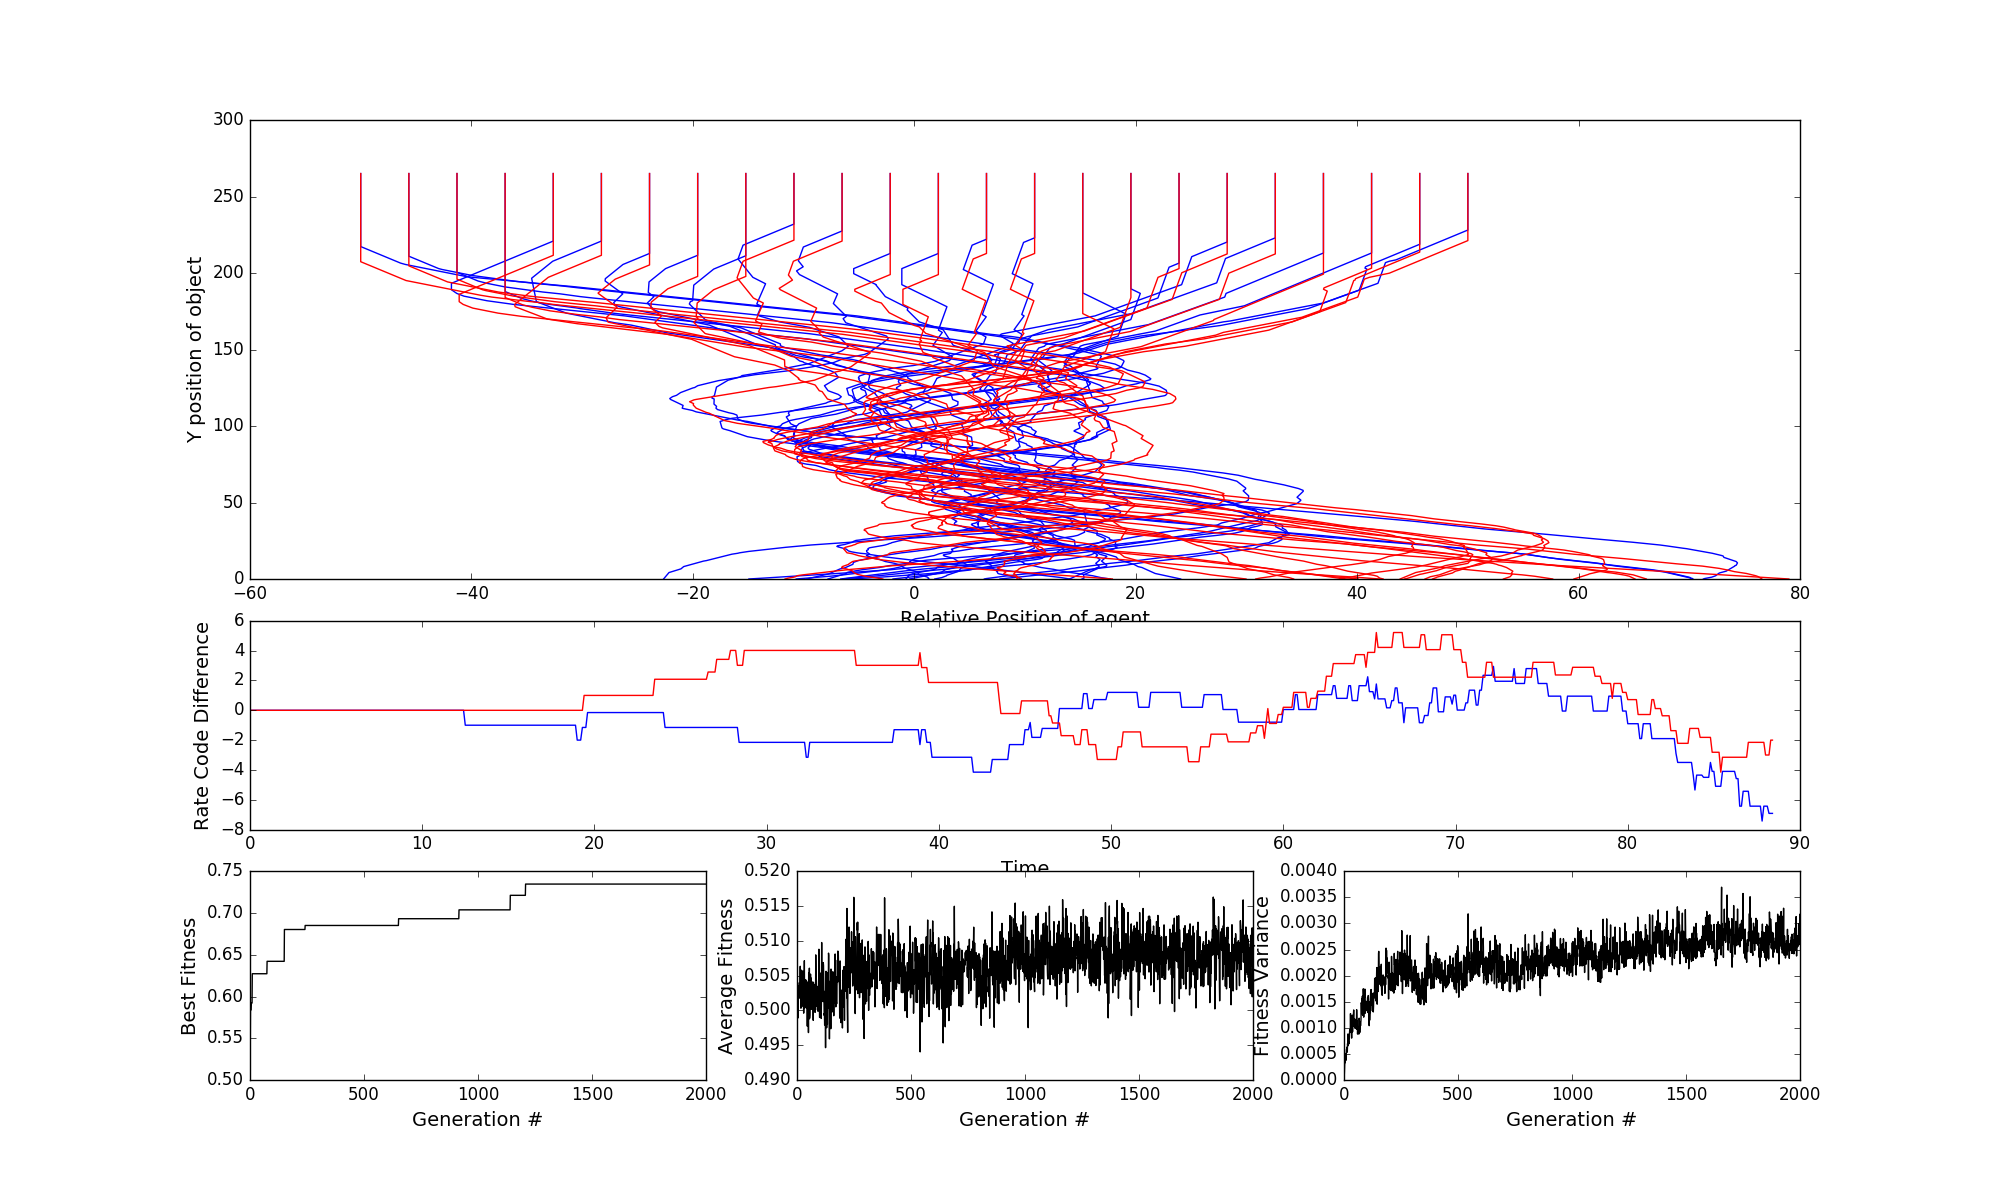 300
250
200
150
100
50
0
Y position of object
−60 −40 −20 0 20 40 60 80
Relative Position of agent
6
4
2
0
−2
−4
−6
−8
Rate Code Difference
0 10 20 30 40 50 60 70 80 90
Time
0.75
0.70
0.65
0.60
0.55
0.50
Best Fitness
0 500 1000 1500 2000
Generation #
0.520
0.515
0.510
0.505
0.500
0.495
0.490
Average Fitness
0 500 1000 1500 2000
Generation #
0.0040
0.0035
0.0030
0.0025
0.0020
0.0015
0.0010
0.0005
0.0000
Fitness Variance
0 500 1000 1500 2000
Generation #